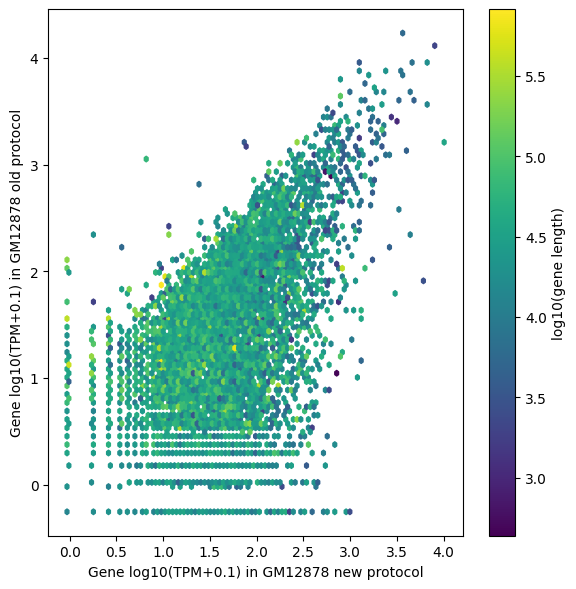 4
3
2
1
0
Gene log10(TPM+0.1) in GM12878 old protocol
0.0 0.5 1.0 1.5 2.0 2.5 3.0 3.5 4.0
Gene log10(TPM+0.1) in GM12878 new protocol
5.5
5.0
4.5
4.0
3.5
3.0
log10(gene length)